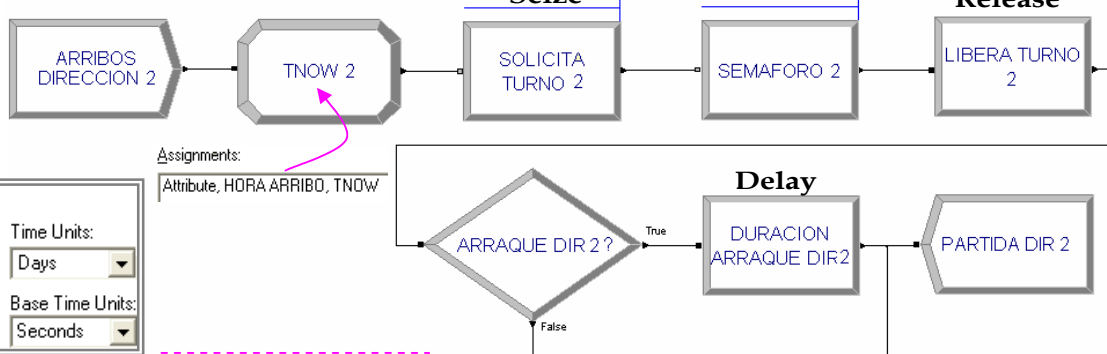 Seize
Release
ARRIBOS
DIRECCION 2
TNOW 2
SOLICITA
TURNO 2
SEMAFORO 2
LIBERA TURNO
2
Assignments:
Attribute, HORA ARRIBO, TNOW
Time Units:
Days
Base Time Units:
Seconds
ARRAQUE DIR 2?
True
False
Delay
DURACION
ARRAQUE DIR2
PARTIDA DIR 2